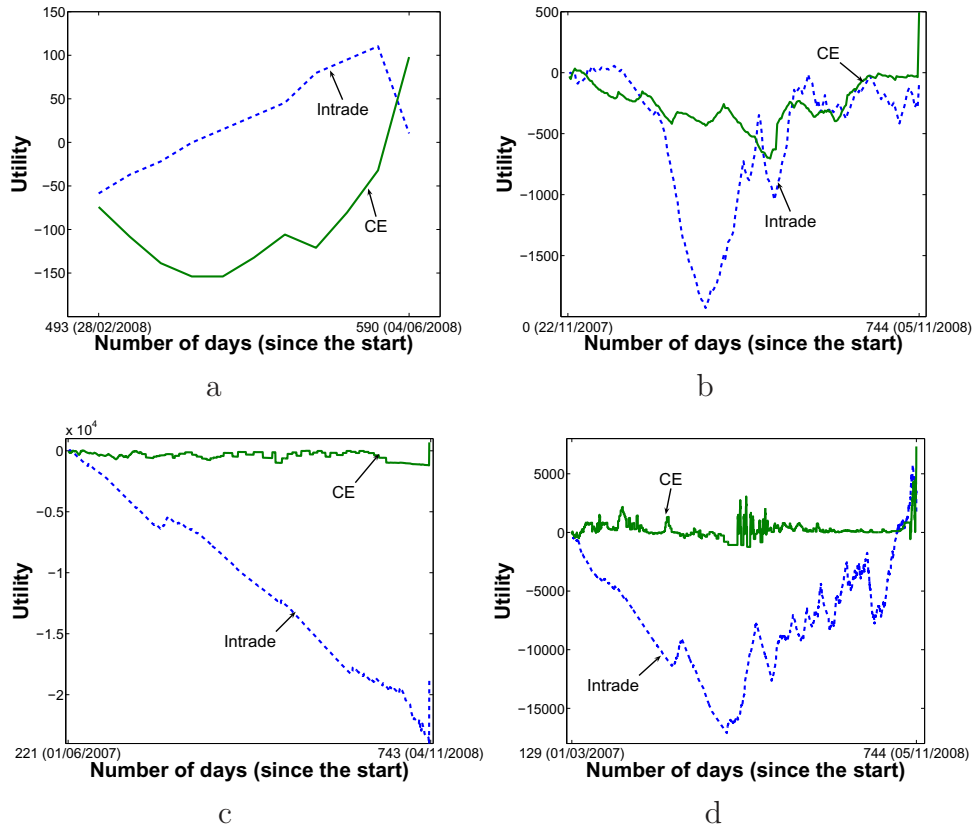 150
100
50
0
−50
−100
−150
Utility
Intrade
CE
493 (28/02/2008)
590 (04/06/2008)
Number of days (since the start)
a
500
0
−500
−1000
−1500
Utility
CE
Intrade
0 (22/11/2007)
744 (05/11/2008)
Number of days (since the start)
b
x 10⁴
0
−0.5
−1
−1.5
−2
Utility
CE
Intrade
221 (01/06/2007)
743 (04/11/2008)
Number of days (since the start)
c
5000
0
−5000
−10000
−15000
Utility
CE
Intrade
129 (01/03/2007)
744 (05/11/2008)
Number of days (since the start)
d